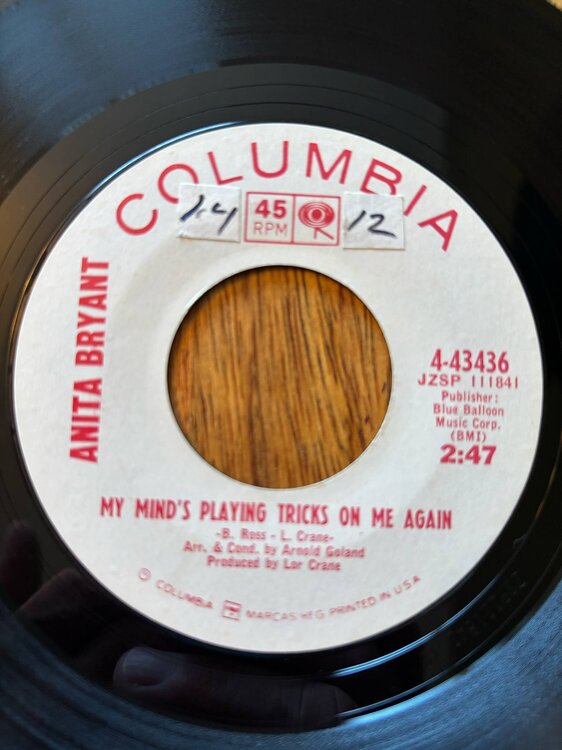 COLUMBIA
14
45
RPM
12
ANITA BRYANT
4-43436
JZSP 111841
Publisher:
Blue Balloon
Music Corp.
(BMI)
2:47
MY MIND'S PLAYING TRICKS ON ME AGAIN
-B. Ross - L. Crane-
Arr. & Cond. by Arnold Goland
Produced by Lor Crane
© COLUMBIA MARCAS REG. PRINTED IN U.S.A